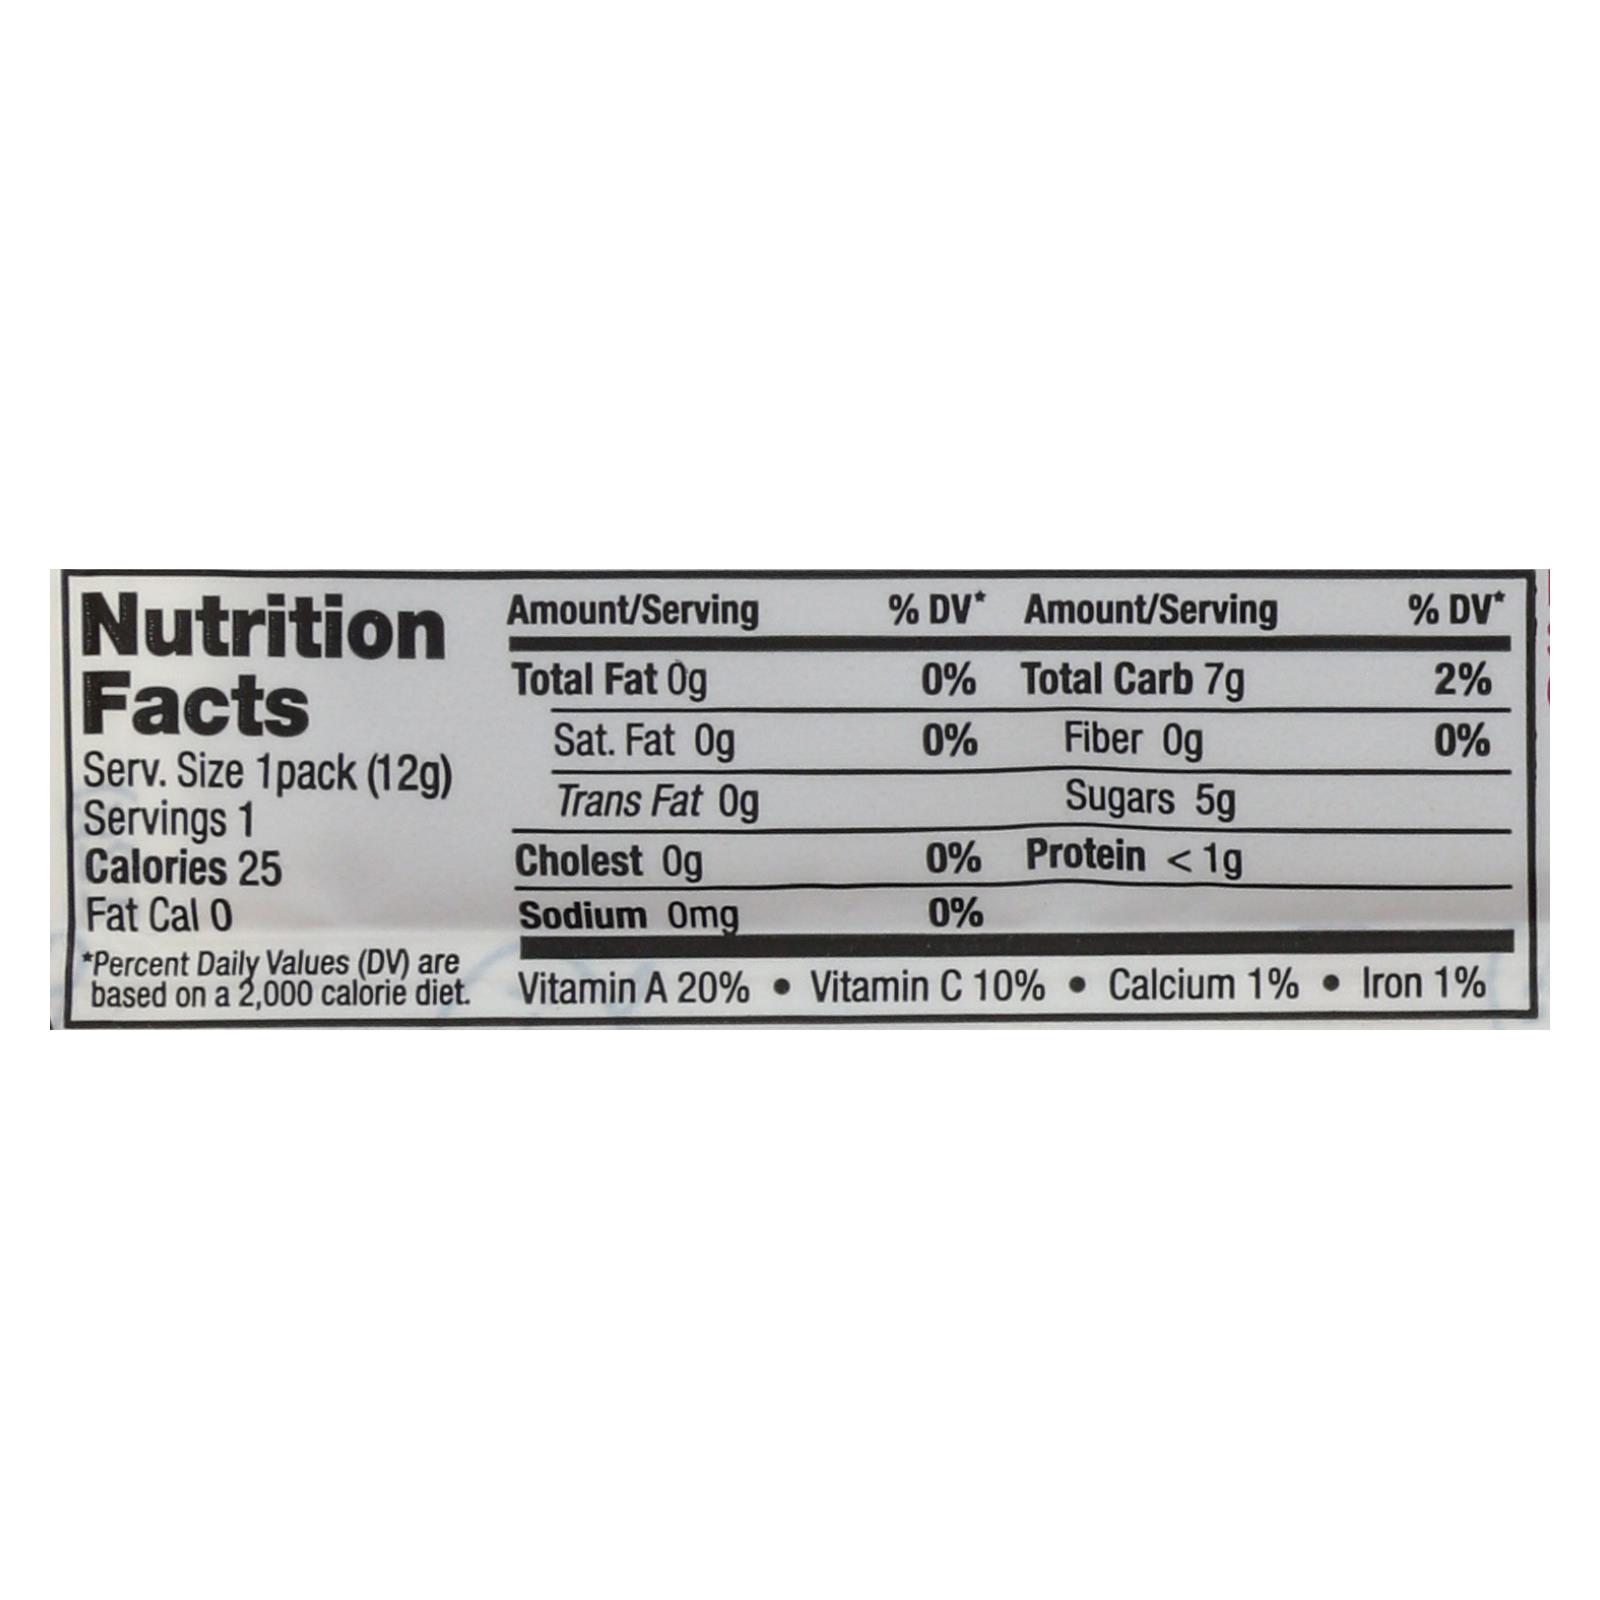 Nutrition
Facts
Serv. Size 1pack (12g)
Servings 1
Calories 25
Fat Cal 0
*Percent Daily Values (DV) are
based on a 2,000 calorie diet.
Amount/Serving % DV* Amount/Serving % DV*
Total Fat 0g 0% Total Carb 7g 2%
Sat. Fat 0g 0% Fiber 0g 0%
Trans Fat 0g Sugars 5g
Cholest 0g 0% Protein < 1g
Sodium 0mg 0%
Vitamin A 20% • Vitamin C 10% • Calcium 1% • Iron 1%